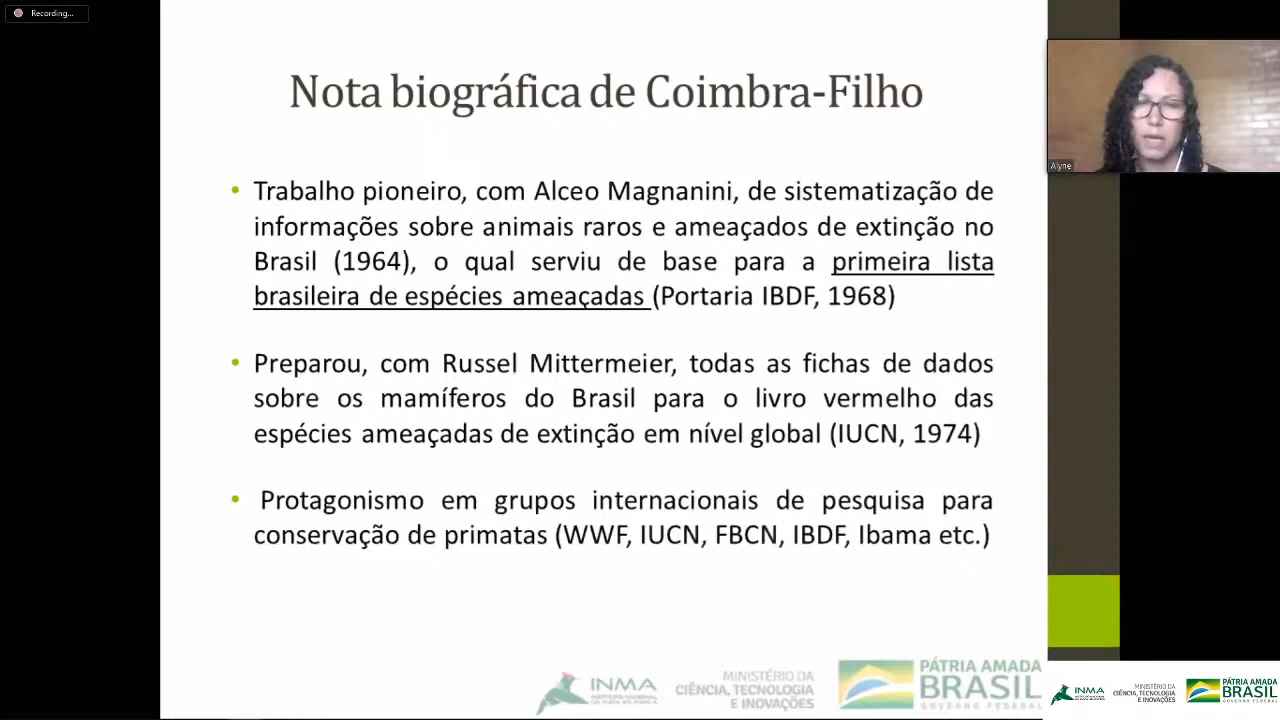 Recording...
Nota biográfica de Coimbra-Filho
• Trabalho pioneiro, com Alceo Magnanini, de sistematização de
informações sobre animais raros e ameaçados de extinção no
Brasil (1964), o qual serviu de base para a primeira lista
brasileira de espécies ameaçadas (Portaria IBDF, 1968)
• Preparou, com Russel Mittermeier, todas as fichas de dados
sobre os mamíferos do Brasil para o livro vermelho das
espécies ameaçadas de extinção em nível global (IUCN, 1974)
• Protagonismo em grupos internacionais de pesquisa para
conservação de primatas (WWF, IUCN, FBCN, IBDF, Ibama etc.)
Alyne
INMA
MINISTÉRIO DA
CIÊNCIA, TECNOLOGIA
E INOVAÇÕES
PÁTRIA AMADA
BRASIL
GOVERNO FEDERAL
INMA
MINISTÉRIO DA
CIÊNCIA, TECNOLOGIA
E INOVAÇÕES
PÁTRIA AMADA
BRASIL
GOVERNO FEDERAL